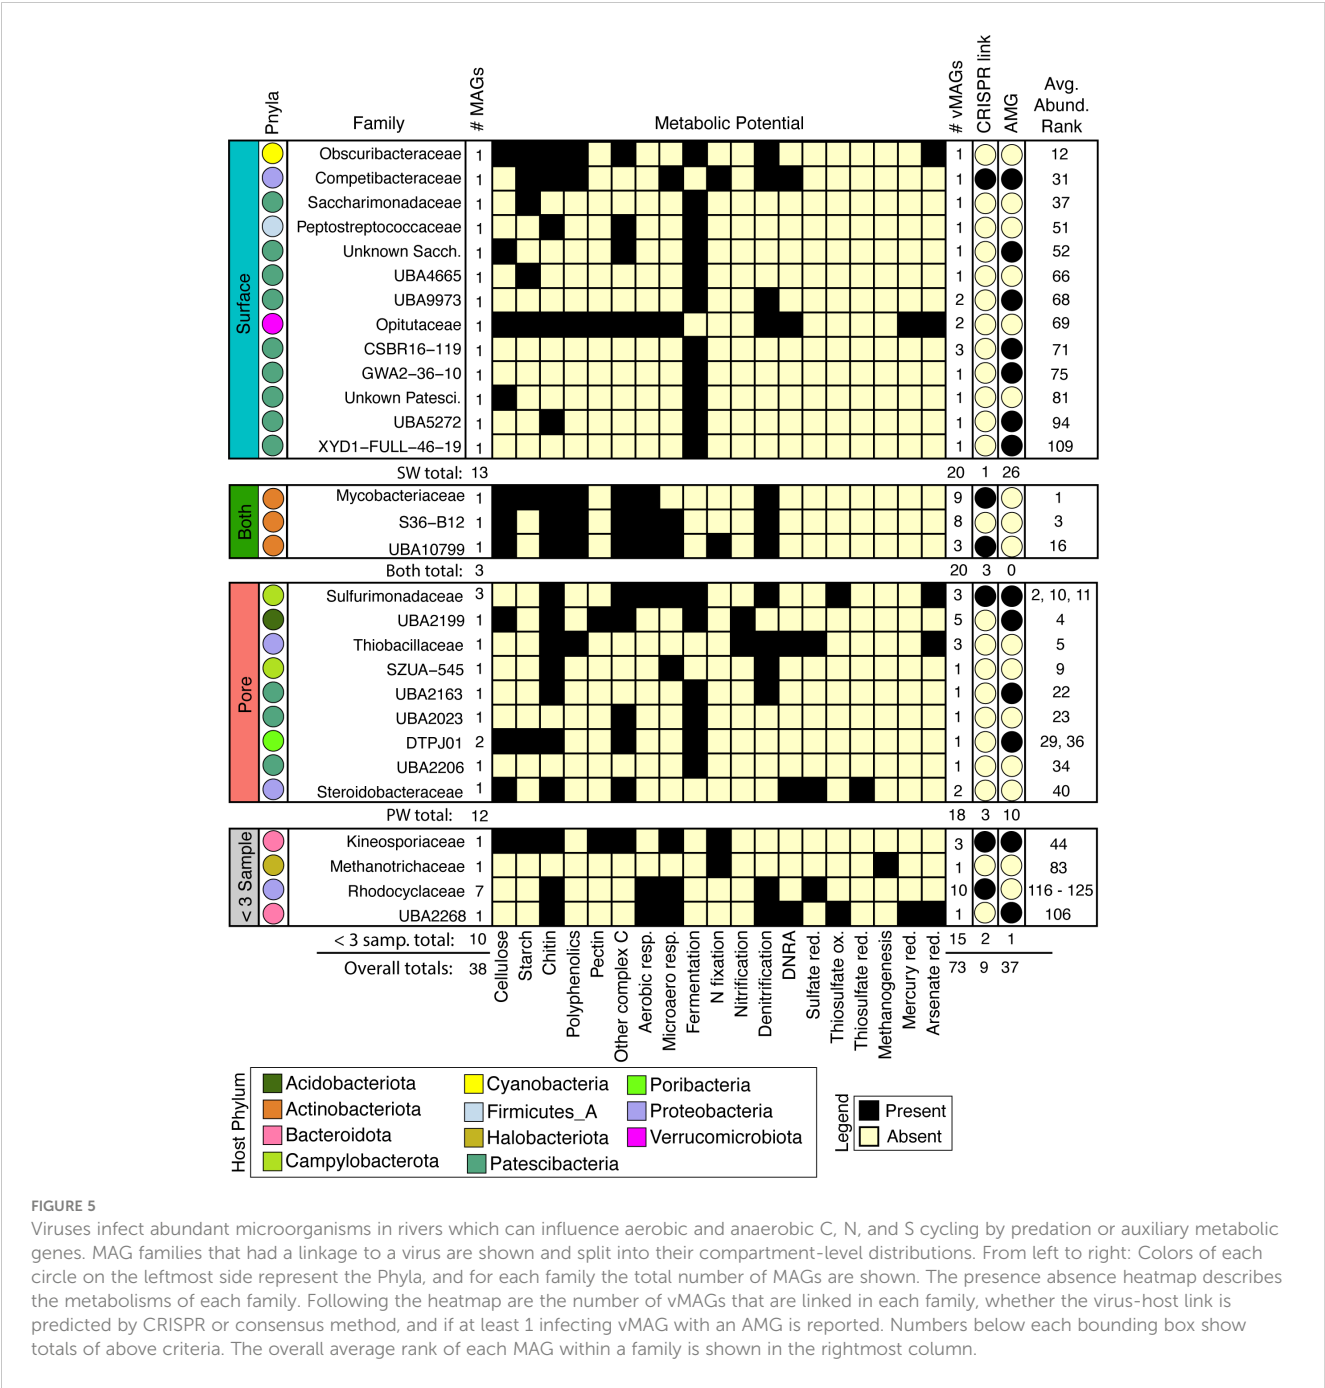 Pnyla
Family
# MAGs
Metabolic Potential
# vMAGs
CRISPR link
AMG
Avg.
Abund.
Rank
Surface
Obscuribacteraceae 1 1 12
Competibacteraceae 1 1 31
Saccharimonadaceae 1 1 37
Peptostreptococcaceae 1 1 51
Unknown Sacch. 1 1 52
UBA4665 1 1 66
UBA9973 1 2 68
Opitutaceae 1 2 69
CSBR16-119 1 3 71
GWA2-36-10 1 1 75
Unkown Patesci. 1 1 81
UBA5272 1 1 94
XYD1-FULL-46-19 1 1 109
SW total: 13 20 1 26
Both
Mycobacteriaceae 1 9 1
S36-B12 1 8 3
UBA10799 1 3 16
Both total: 3 20 3 0
Pore
Sulfurimonadaceae 3 3 2, 10, 11
UBA2199 1 5 4
Thiobacillaceae 1 3 5
SZUA-545 1 1 9
UBA2163 1 1 22
UBA2023 1 1 23
DTPJ01 2 1 29, 36
UBA2206 1 1 34
Steroidobacteraceae 1 2 40
PW total: 12 18 3 10
< 3 Sample
Kineosporiaceae 1 3 44
Methanotrichaceae 1 1 83
Rhodocyclaceae 7 10 116 - 125
UBA2268 1 1 106
< 3 samp. total: 10 15 2 1
Overall totals: 38 73 9 37
Cellulose
Starch
Chitin
Polyphenolics
Pectin
Other complex C
Aerobic resp.
Microaero resp.
Fermentation
N fixation
Nitrification
Denitrification
DNRA
Sulfate red.
Thiosulfate ox.
Thiosulfate red.
Methanogenesis
Mercury red.
Arsenate red.
Host Phylum
Acidobacteriota
Actinobacteriota
Bacteroidota
Campylobacterota
Cyanobacteria
Firmicutes_A
Halobacteriota
Patescibacteria
Poribacteria
Proteobacteria
Verrucomicrobiota
Legend
Present
Absent
FIGURE 5
Viruses infect abundant microorganisms in rivers which can influence aerobic and anaerobic C, N, and S cycling by predation or auxiliary metabolic
genes. MAG families that had a linkage to a virus are shown and split into their compartment-level distributions. From left to right: Colors of each
circle on the leftmost side represent the Phyla, and for each family the total number of MAGs are shown. The presence absence heatmap describes
the metabolisms of each family. Following the heatmap are the number of vMAGs that are linked in each family, whether the virus-host link is
predicted by CRISPR or consensus method, and if at least 1 infecting vMAG with an AMG is reported. Numbers below each bounding box show
totals of above criteria. The overall average rank of each MAG within a family is shown in the rightmost column.